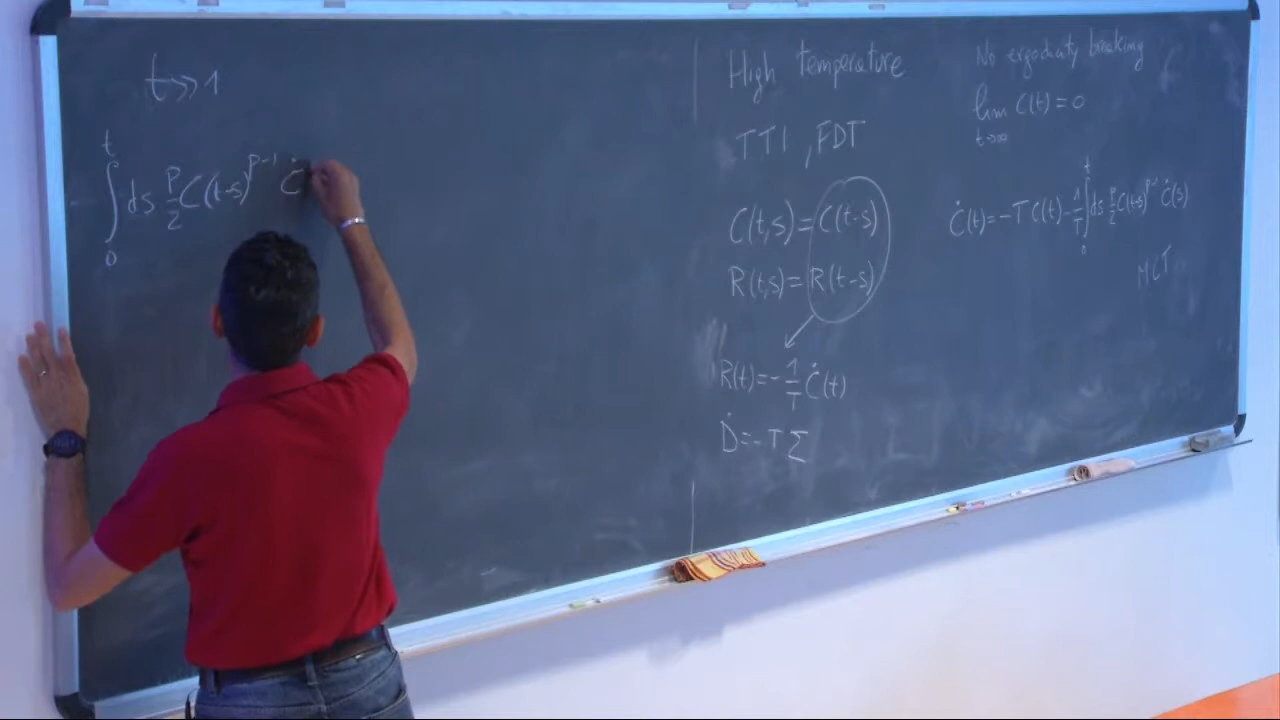 t >> 1
∫₀ᵗ ds p/2 C(t-s)^{p-1} Ċ
High temperature
TTI, FDT
C(t,s) = C(t-s)
R(t,s) = R(t-s)
R(t) = - 1/T Ċ(t)
Ḋ = - T Σ
No ergodicity breaking
lim C(t) = 0
t→∞
Ċ(t) = -T C(t) - 1/T ∫₀ᵗ ds p/2 C(t-s)^{p-1} Ċ(s)
MCT